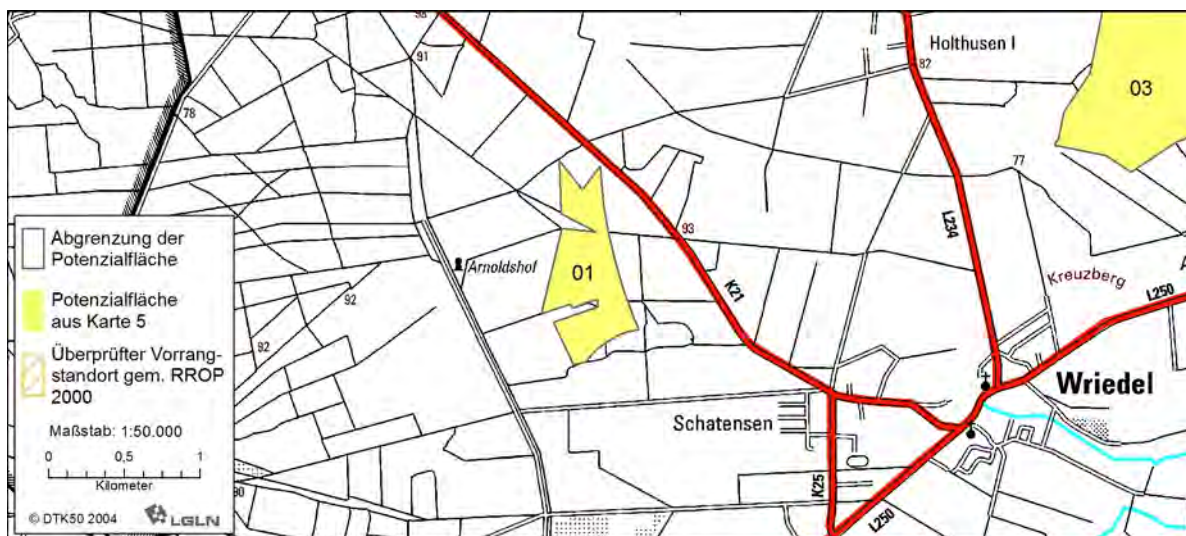 91
82
Holthusen I
03
78
77
93
L234
Arnoldshof
01
K21
Kreuzberg
L250
92
92
Wriedel
Schatensen
K25
L250
Abgrenzung der
Potenzialfläche
Potenzialfläche
aus Karte 5
Überprüfter Vorrang-
standort gem. RROP
2000
Maßstab: 1:50.000
0 0,5 1
Kilometer
© DTK50 2004 LGLN